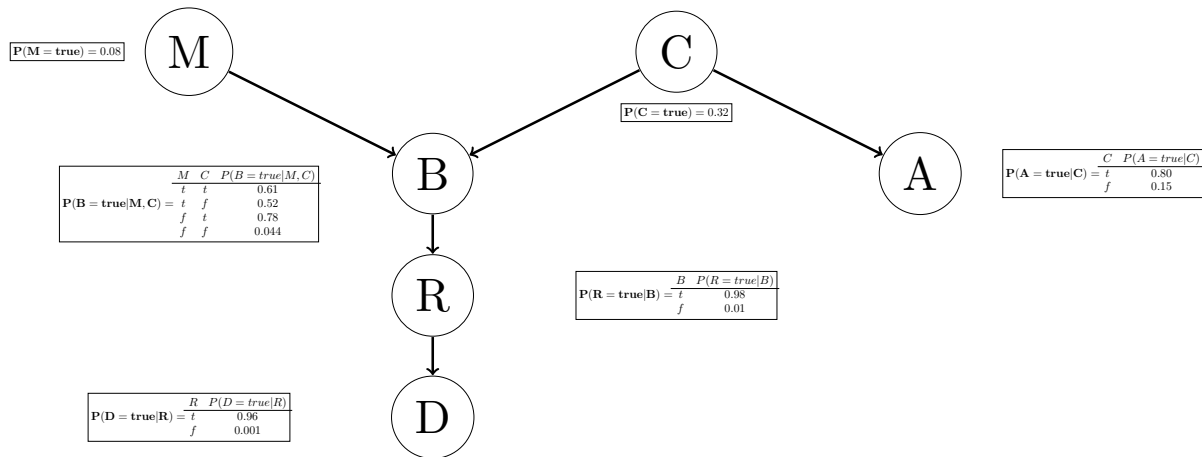 M
C
P(M = true) = 0.08
P(C = true) = 0.32
B
A
M C P(B = true|M, C)
P(B = true|M, C) =
t t 0.61
t f 0.52
f t 0.78
f f 0.044
C P(A = true|C)
P(A = true|C) =
t 0.80
f 0.15
R
B P(R = true|B)
P(R = true|B) =
t 0.98
f 0.01
R P(D = true|R)
P(D = true|R) =
t 0.96
f 0.001
D